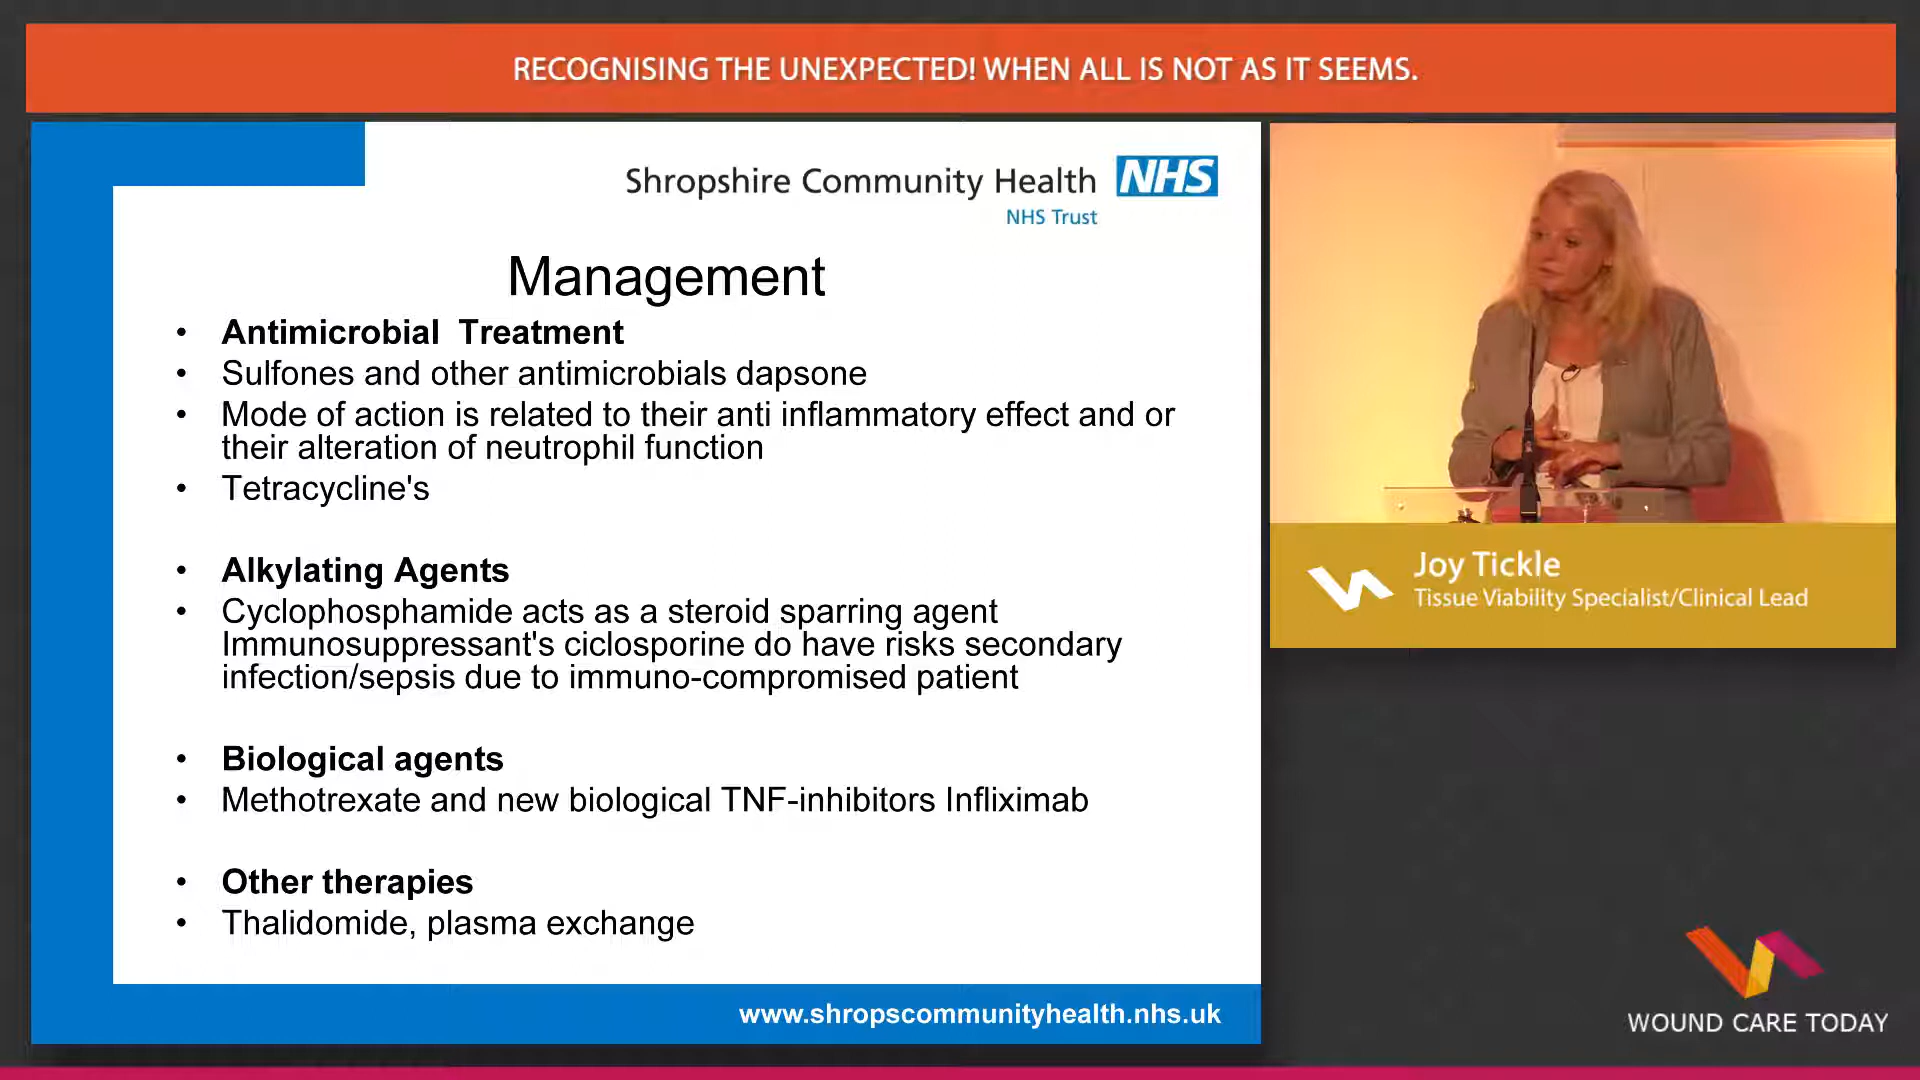 RECOGNISING THE UNEXPECTED! WHEN ALL IS NOT AS IT SEEMS.
Shropshire Community Health NHS
NHS Trust
Management
• Antimicrobial  Treatment
• Sulfones and other antimicrobials dapsone
• Mode of action is related to their anti inflammatory effect and or
their alteration of neutrophil function
• Tetracycline's
• Alkylating Agents
• Cyclophosphamide acts as a steroid sparring agent
Immunosuppressant's ciclosporine do have risks secondary
infection/sepsis due to immuno-compromised patient
• Biological agents
• Methotrexate and new biological TNF-inhibitors Infliximab
• Other therapies
• Thalidomide, plasma exchange
www.shropscommunityhealth.nhs.uk
Joy Tickle
Tissue Viability Specialist/Clinical Lead
WOUND CARE TODAY